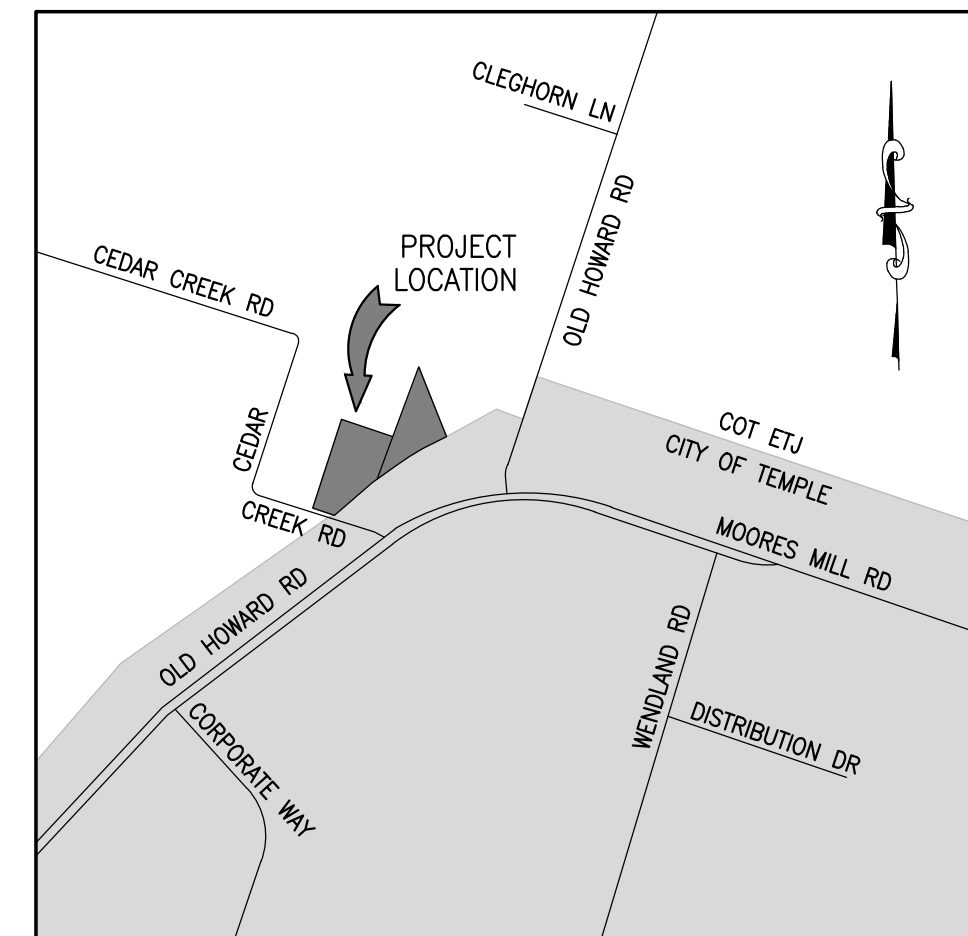 CLEGHORN LN
OLD HOWARD RD
PROJECT
LOCATION
CEDAR CREEK RD
CEDAR
CREEK RD
COT ETJ
CITY OF TEMPLE
MOORES MILL RD
OLD HOWARD RD
WENDLAND RD
DISTRIBUTION DR
CORPORATE WAY